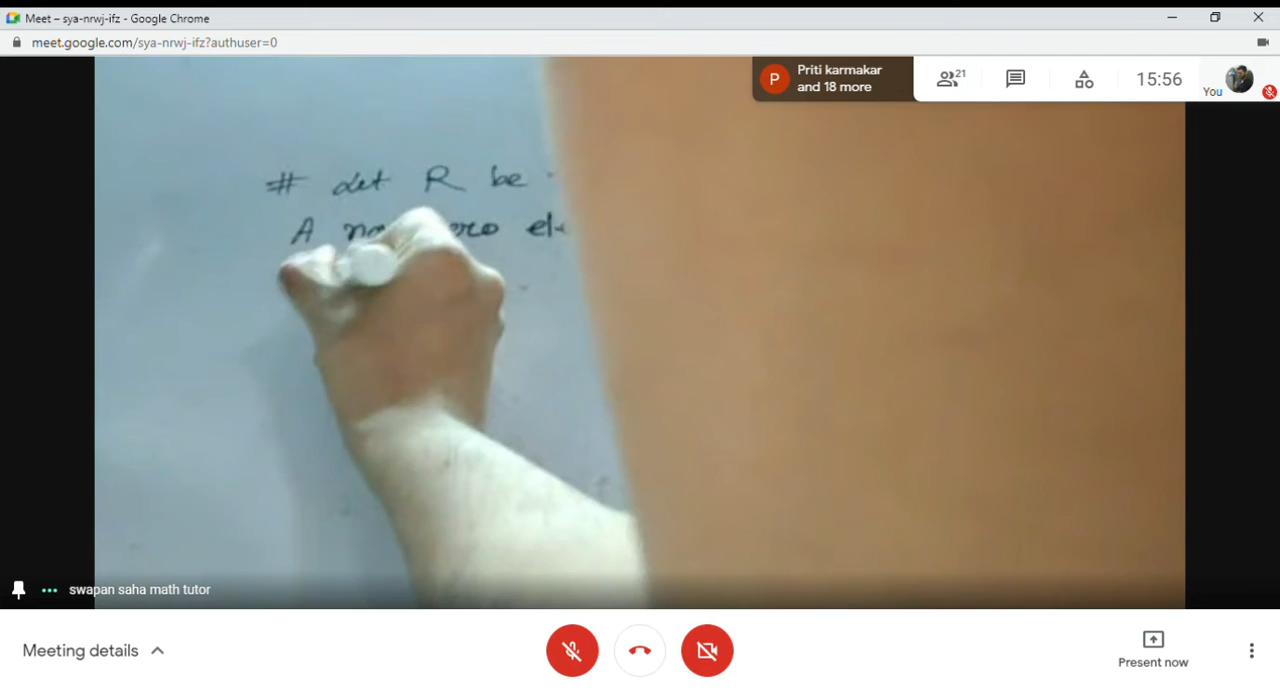 Meet – sya-nrwj-ifz - Google Chrome
meet.google.com/sya-nrwj-ifz?authuser=0
P Priti karmakar
and 18 more
21
15:56
You
# Let R be
A
swapan saha math tutor
Meeting details
Present now